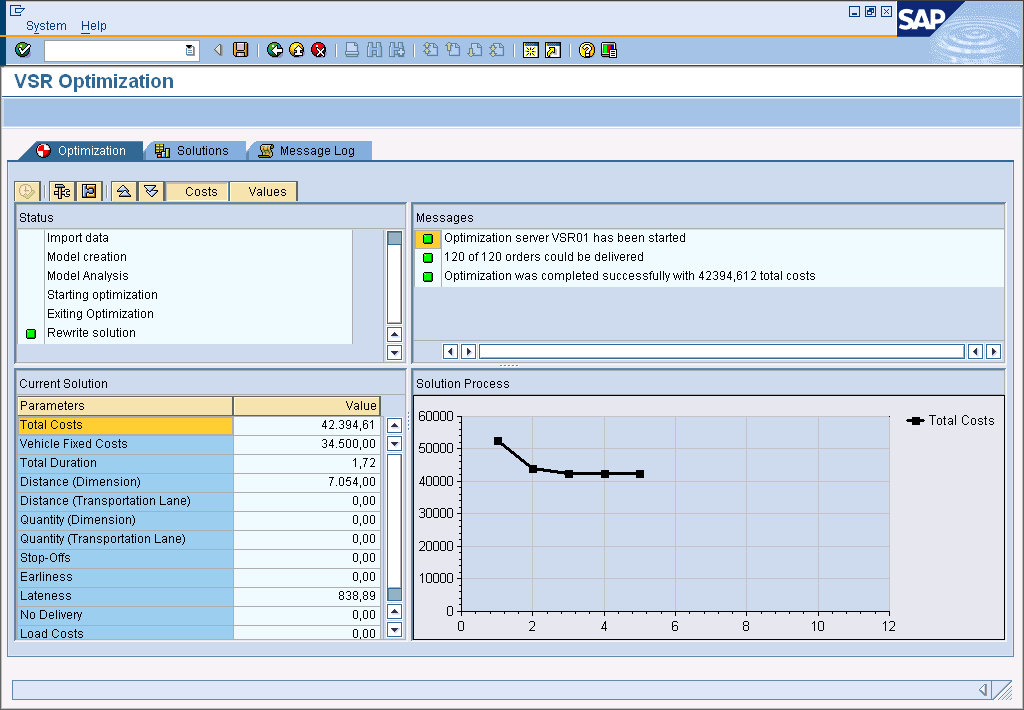 System Help
SAP
VSR Optimization
Optimization Solutions Message Log
Costs Values
Status
Import data
Model creation
Model Analysis
Starting optimization
Exiting Optimization
Rewrite solution
Messages
Optimization server VSR01 has been started
120 of 120 orders could be delivered
Optimization was completed successfully with 42394,612 total costs
Current Solution
Parameters Value
Total Costs 42.394,61
Vehicle Fixed Costs 34.500,00
Total Duration 1,72
Distance (Dimension) 7.054,00
Distance (Transportation Lane) 0,00
Quantity (Dimension) 0,00
Quantity (Transportation Lane) 0,00
Stop-Offs 0,00
Earliness 0,00
Lateness 838,89
No Delivery 0,00
Load Costs 0,00
Solution Process
60000
50000
40000
30000
20000
10000
0
0 2 4 6 8 10 12
Total Costs